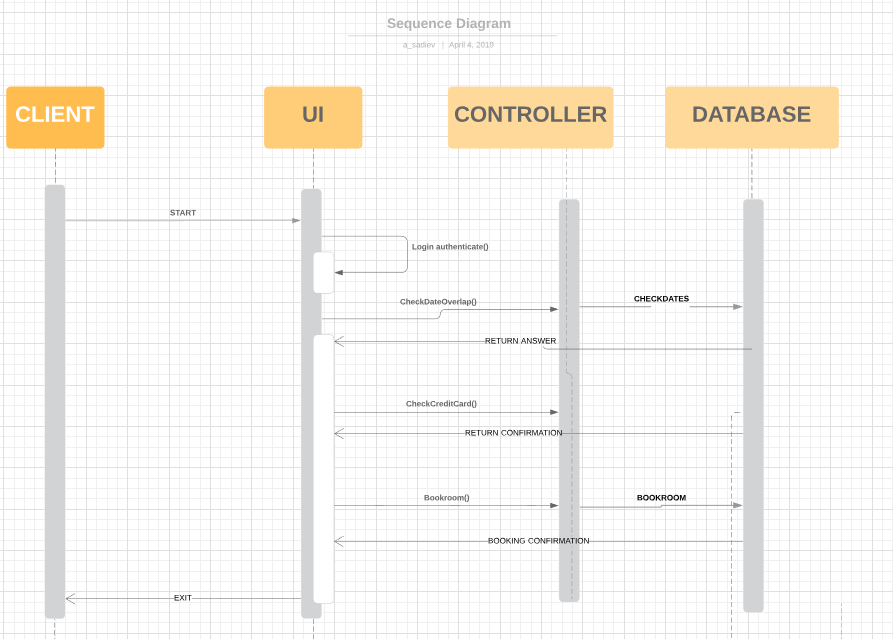 Sequence Diagram
a_sadiev | April 4, 2019
CLIENT
UI
CONTROLLER
DATABASE
START
Login authenticate()
CheckDateOverlap()
CHECKDATES
RETURN ANSWER
CheckCreditCard()
RETURN CONFIRMATION
Bookroom()
BOOKROOM
BOOKING CONFIRMATION
EXIT